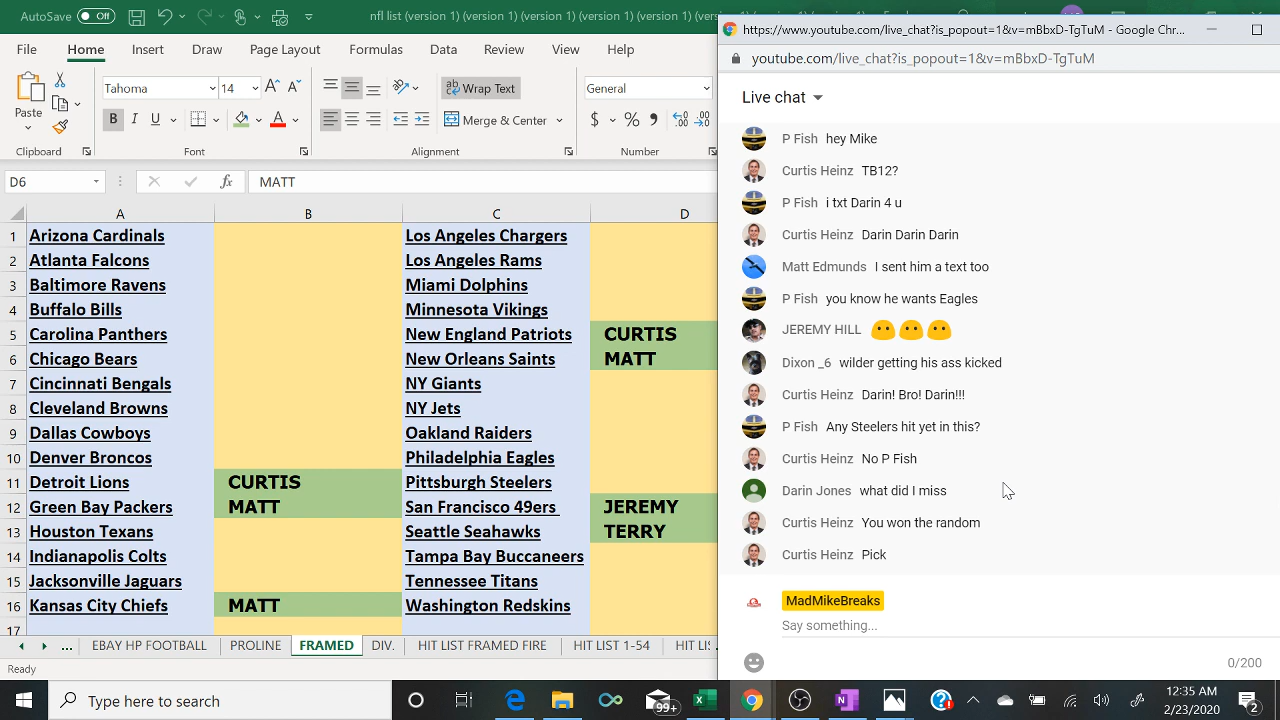 AutoSave Off nfl list (version 1) (version 1) (version 1) (version 1) (version 1) (version 1)
File Home Insert Draw Page Layout Formulas Data Review View Help
Paste
Tahoma 14
B I U A
ab Wrap Text
Merge & Center
General
$ % 9
Clipboard Font Alignment Number
D6 fx MATT
A B C D
1 Arizona Cardinals Los Angeles Chargers
2 Atlanta Falcons Los Angeles Rams
3 Baltimore Ravens Miami Dolphins
4 Buffalo Bills Minnesota Vikings
5 Carolina Panthers New England Patriots CURTIS
6 Chicago Bears New Orleans Saints MATT
7 Cincinnati Bengals NY Giants
8 Cleveland Browns NY Jets
9 Dallas Cowboys Oakland Raiders
10 Denver Broncos Philadelphia Eagles
11 Detroit Lions CURTIS Pittsburgh Steelers
12 Green Bay Packers MATT San Francisco 49ers JEREMY
13 Houston Texans Seattle Seahawks TERRY
14 Indianapolis Colts Tampa Bay Buccaneers
15 Jacksonville Jaguars Tennessee Titans
16 Kansas City Chiefs MATT Washington Redskins
17
... EBAY HP FOOTBALL PROLINE FRAMED DIV. HIT LIST FRAMED FIRE HIT LIST 1-54
Ready
https://www.youtube.com/live_chat?is_popout=1&v=mBbxD-TgTuM - Google Chr...
youtube.com/live_chat?is_popout=1&v=mBbxD-TgTuM
Live chat
P Fish hey Mike
Curtis Heinz TB12?
P Fish i txt Darin 4 u
Curtis Heinz Darin Darin Darin
Matt Edmunds I sent him a text too
P Fish you know he wants Eagles
JEREMY HILL
Dixon _6 wilder getting his ass kicked
Curtis Heinz Darin! Bro! Darin!!!
P Fish Any Steelers hit yet in this?
Curtis Heinz No P Fish
Darin Jones what did I miss
Curtis Heinz You won the random
Curtis Heinz Pick
MadMikeBreaks
Say something...
0/200
Type here to search
99+
12:35 AM
2/23/2020
2